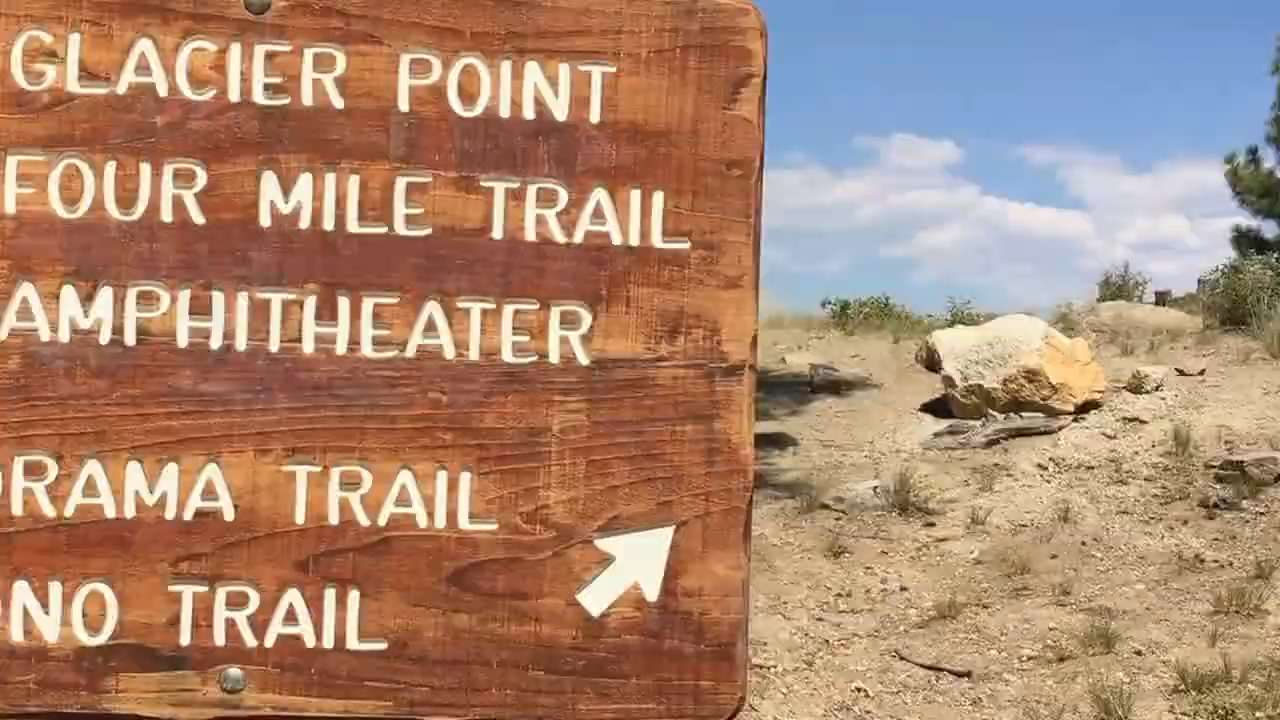 GLACIER POINT
FOUR MILE TRAIL
AMPHITHEATER
RAMA TRAIL
NO TRAIL